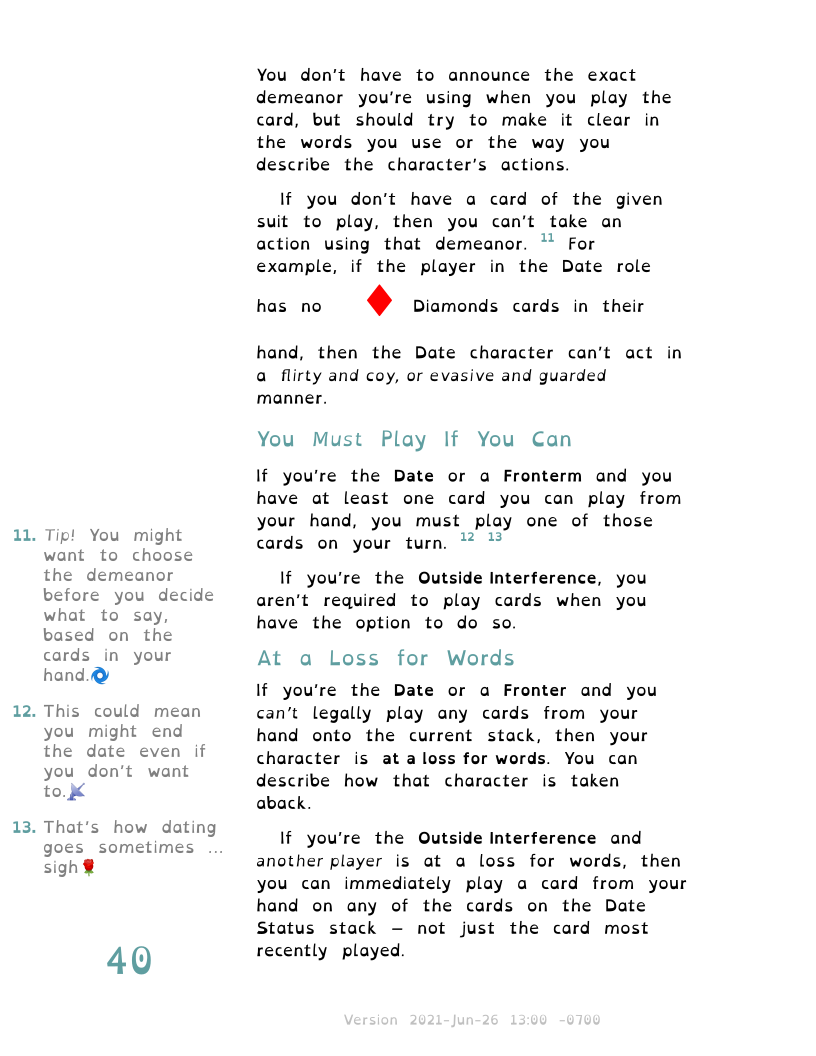 You don't have to announce the exact
demeanor you're using when you play the
card, but should try to make it clear in
the words you use or the way you
describe the character's actions.
If you don't have a card of the given
suit to play, then you can't take an
action using that demeanor. 11 For
example, if the player in the Date role
has no ♦ Diamonds cards in their
hand, then the Date character can't act in
a flirty and coy, or evasive and guarded
manner.
You Must Play If You Can
If you're the Date or a Fronterm and you
have at least one card you can play from
your hand, you must play one of those
cards on your turn. 12 13
If you're the Outside Interference, you
aren't required to play cards when you
have the option to do so.
At a Loss for Words
If you're the Date or a Fronter and you
can't legally play any cards from your
hand onto the current stack, then your
character is at a loss for words. You can
describe how that character is taken
aback.
If you're the Outside Interference and
another player is at a loss for words, then
you can immediately play a card from your
hand on any of the cards on the Date
Status stack – not just the card most
recently played.
11. Tip! You might
want to choose
the demeanor
before you decide
what to say,
based on the
cards in your
hand.
12. This could mean
you might end
the date even if
you don't want
to.
13. That's how dating
goes sometimes ...
sigh
40
Version 2021-Jun-26 13:00 -0700